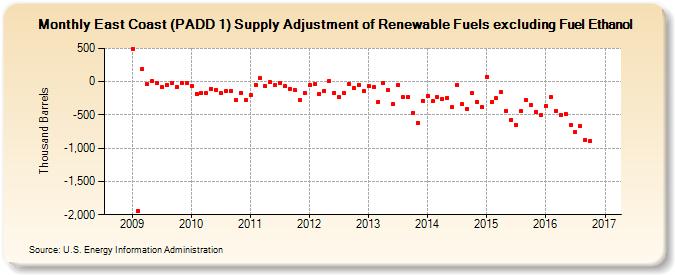 Monthly East Coast (PADD 1) Supply Adjustment of Renewable Fuels excluding Fuel Ethanol
Thousand Barrels
500
0
-500
-1,000
-1,500
-2,000
2009 2010 2011 2012 2013 2014 2015 2016 2017
Source: U.S. Energy Information Administration